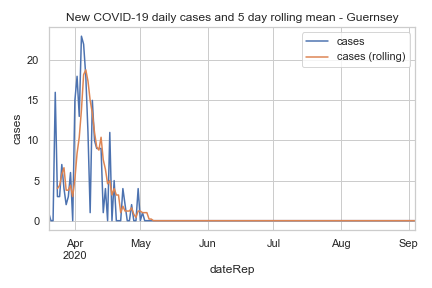 New COVID-19 daily cases and 5 day rolling mean - Guernsey
cases
cases (rolling)
20
15
10
5
0
cases
Apr
2020
May
Jun
Jul
Aug
Sep
dateRep